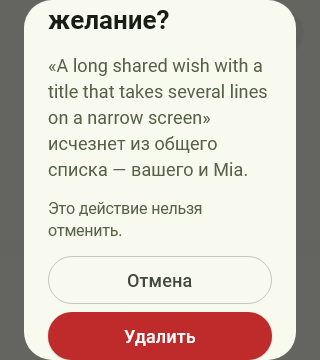 желание?
«A long shared wish with a
title that takes several lines
on a narrow screen»
исчезнет из общего
списка — вашего и Mia.
Это действие нельзя
отменить.
Отмена
Удалить